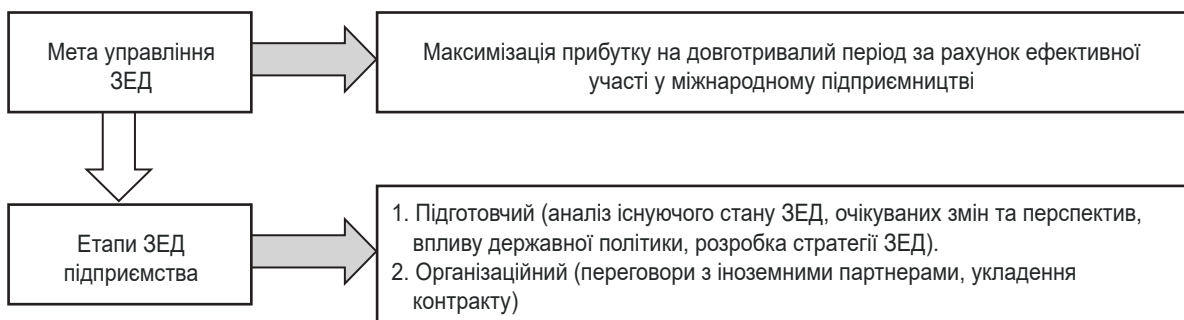 Мета управління
ЗЕД
Максимізація прибутку на довготривалий період за рахунок ефективної
участі у міжнародному підприємництві
Етапи ЗЕД
підприємства
1. Підготовчий (аналіз існуючого стану ЗЕД, очікуваних змін та перспектив,
впливу державної політики, розробка стратегії ЗЕД).
2. Організаційний (переговори з іноземними партнерами, укладення
контракту)